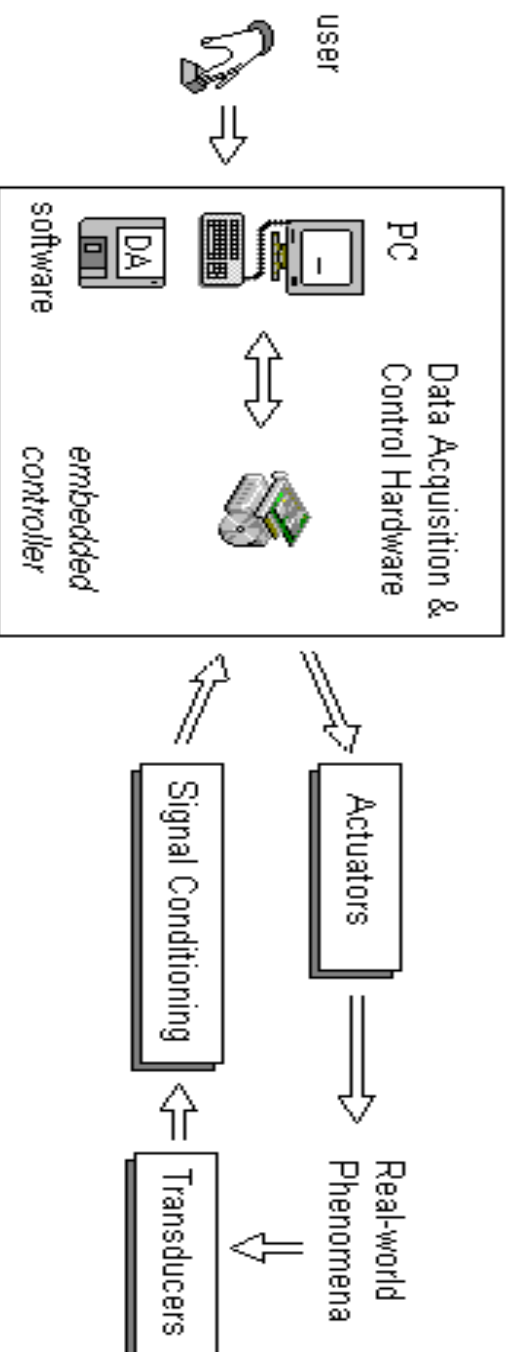 user
PC
Data Acquisition &
Control Hardware
DA
software
embedded
controller
Actuators
Real-world
Phenomena
Signal Conditioning
Transducers